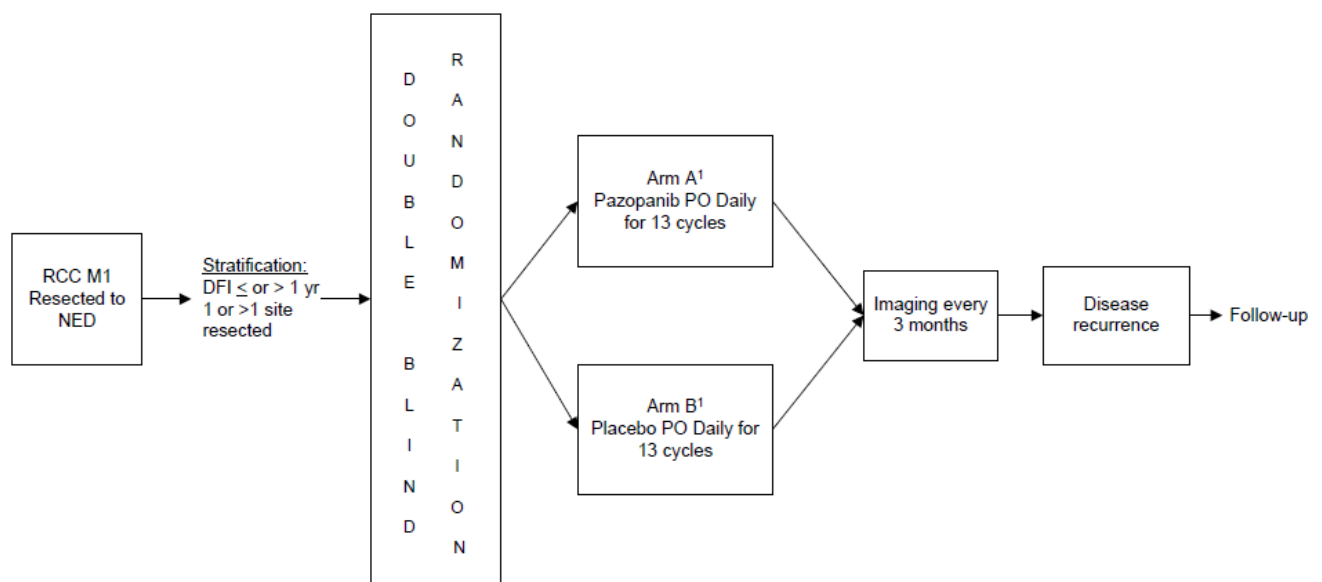 RCC M1
Resected to
NED
Stratification:
DFI ≤ or > 1 yr
1 or >1 site
resected
DOUBLE BLIND
RANDOMIZATION
Arm A¹
Pazopanib PO Daily
for 13 cycles
Arm B¹
Placebo PO Daily for
13 cycles
Imaging every
3 months
Disease
recurrence
Follow-up